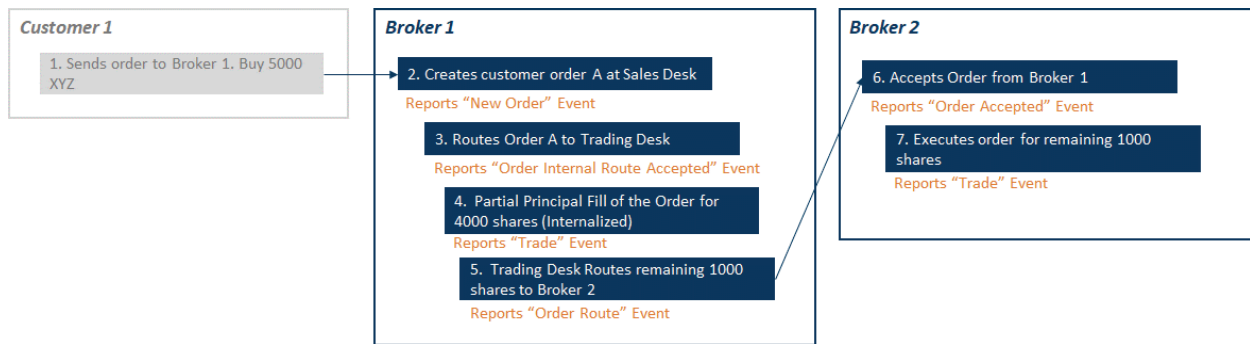 Customer 1
1. Sends order to Broker 1. Buy 5000
XYZ
Broker 1
2. Creates customer order A at Sales Desk
Reports “New Order” Event
3. Routes Order A to Trading Desk
Reports “Order Internal Route Accepted” Event
4. Partial Principal Fill of the Order for
4000 shares (Internalized)
Reports “Trade” Event
5. Trading Desk Routes remaining 1000
shares to Broker 2
Reports “Order Route” Event
Broker 2
6. Accepts Order from Broker 1
Reports “Order Accepted” Event
7. Executes order for remaining 1000
shares
Reports “Trade” Event